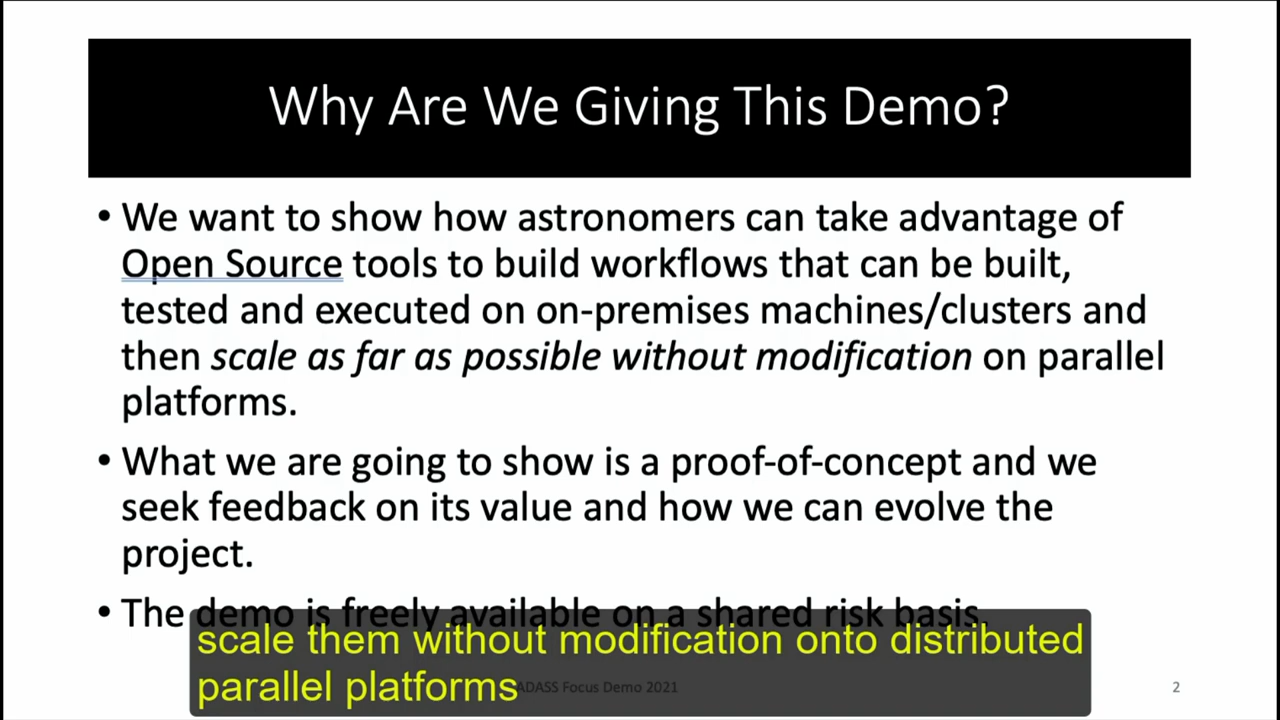 Why Are We Giving This Demo?
• We want to show how astronomers can take advantage of
Open Source tools to build workflows that can be built,
tested and executed on on-premises machines/clusters and
then scale as far as possible without modification on parallel
platforms.
• What we are going to show is a proof-of-concept and we
seek feedback on its value and how we can evolve the
project.
• The demo is freely available on a shared risk basis.
scale them without modification onto distributed
parallel platforms
ADASS Focus Demo 2021
2